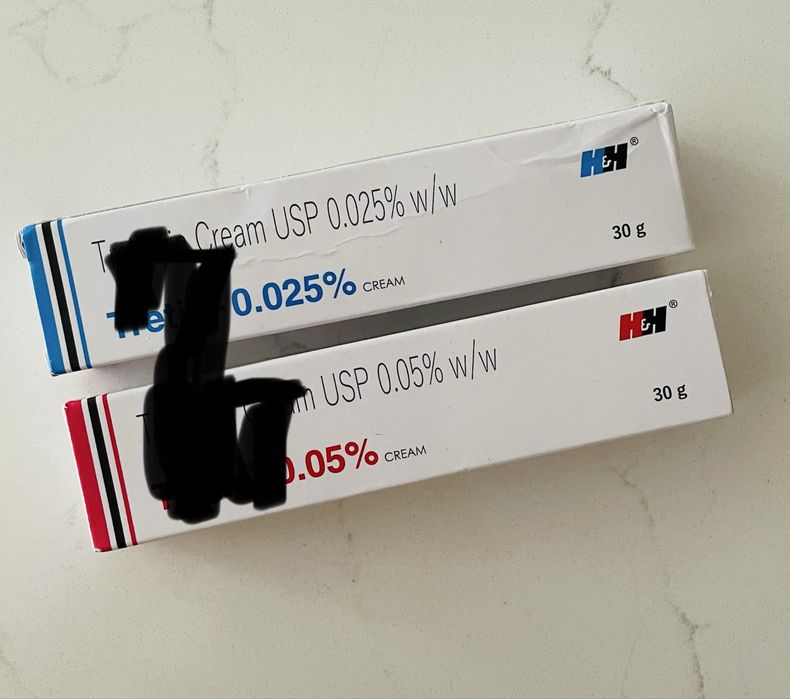 Cream USP 0.025% w/w
H&H®
0.025% CREAM
30 g
USP 0.05% w/w
H&H®
0.05% CREAM
30 g